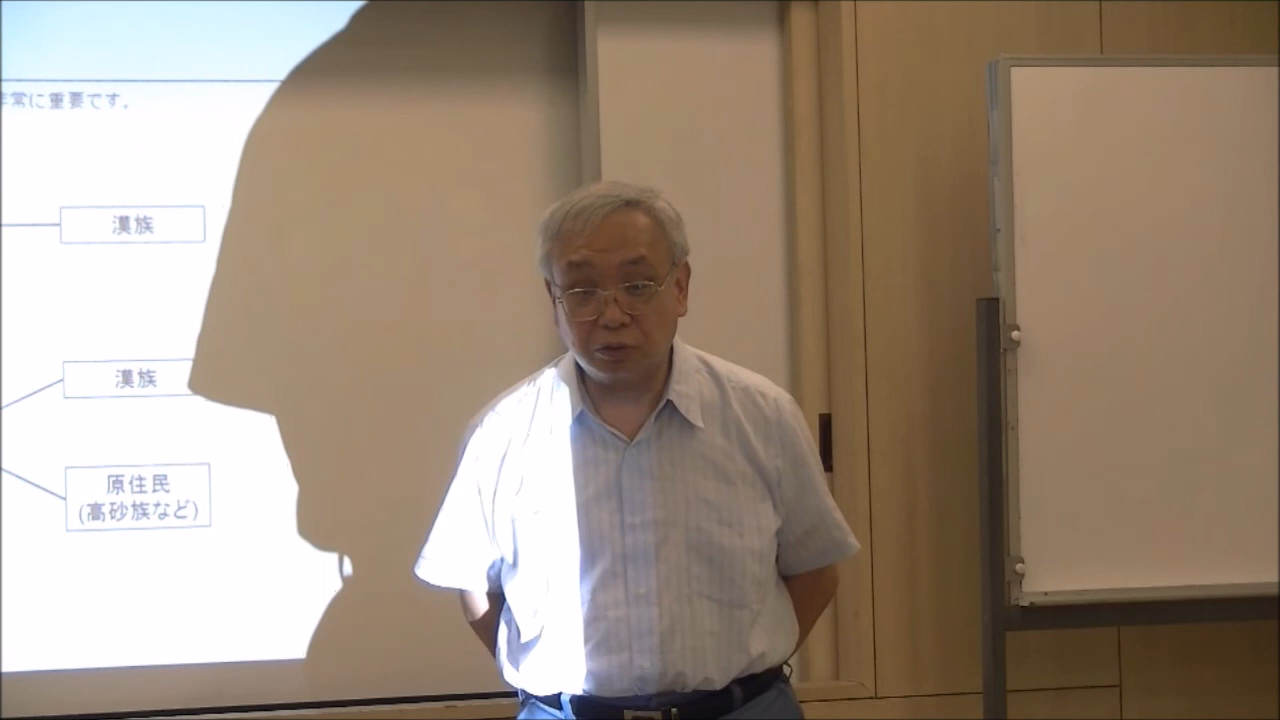 常に重要です。
漢族
漢族
原住民
(高砂族など)